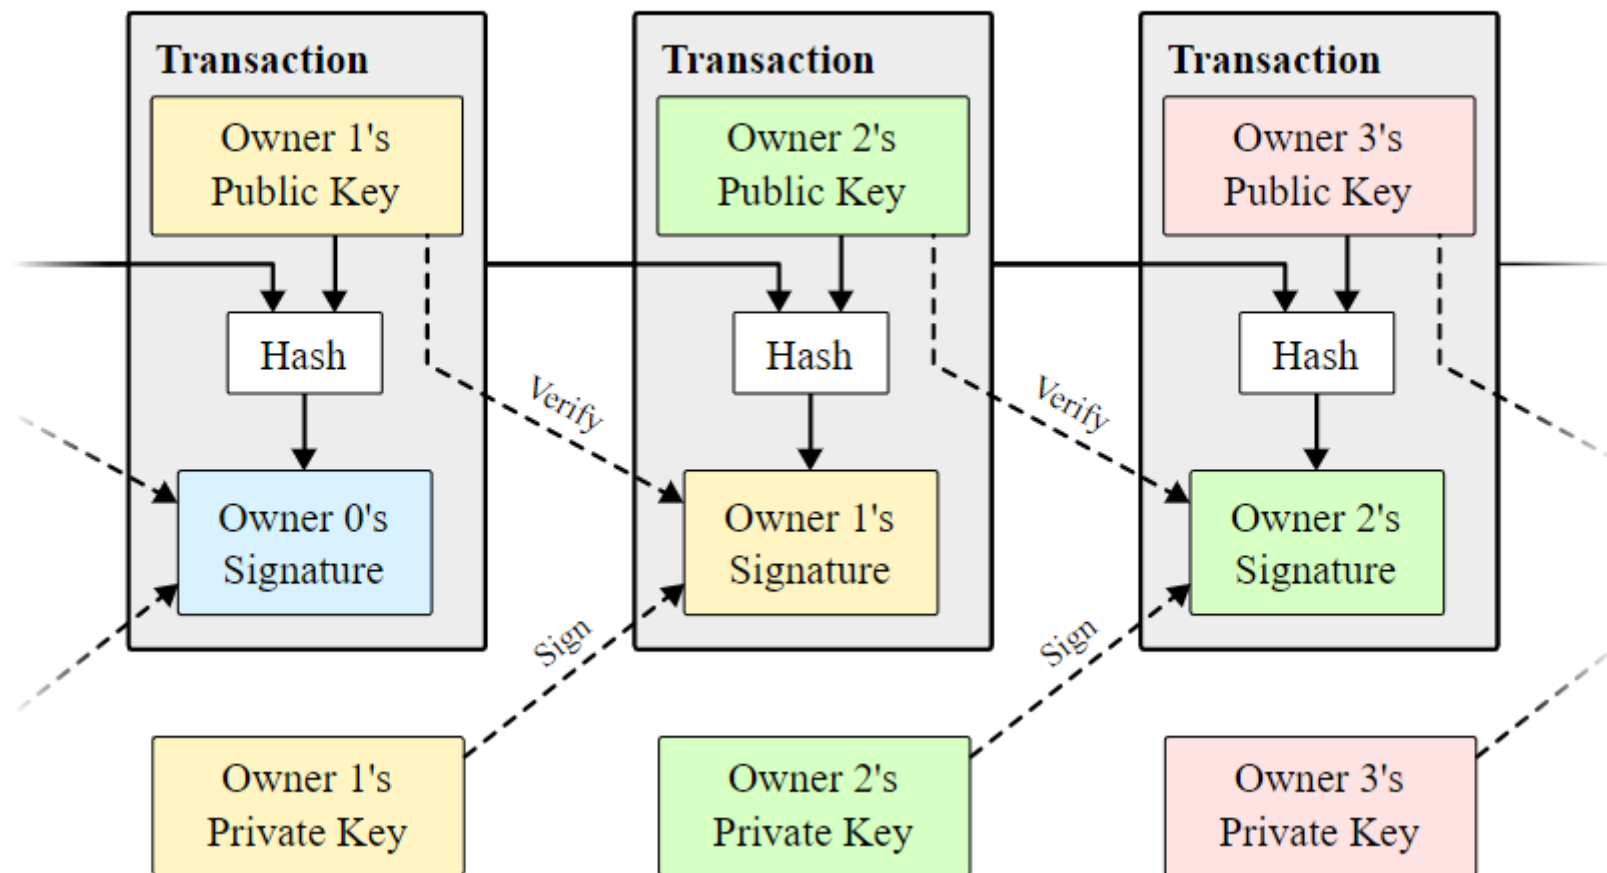 Transaction
Owner 1's
Public Key
Hash
Owner 0's
Signature
Transaction
Owner 2's
Public Key
Hash
Verify
Owner 1's
Signature
Sign
Transaction
Owner 3's
Public Key
Hash
Verify
Owner 2's
Signature
Sign
Owner 1's
Private Key
Owner 2's
Private Key
Owner 3's
Private Key